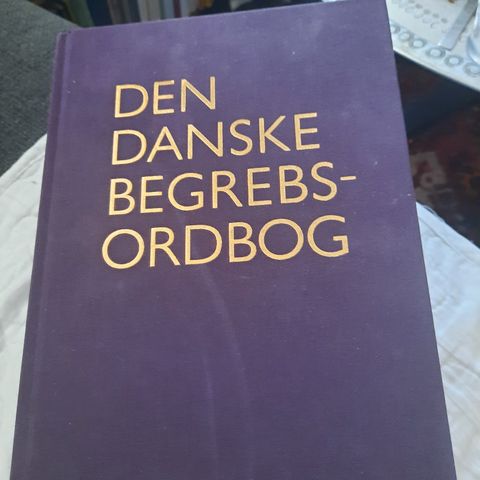 DEN
DANSKE
BEGREBS-
ORDBOG